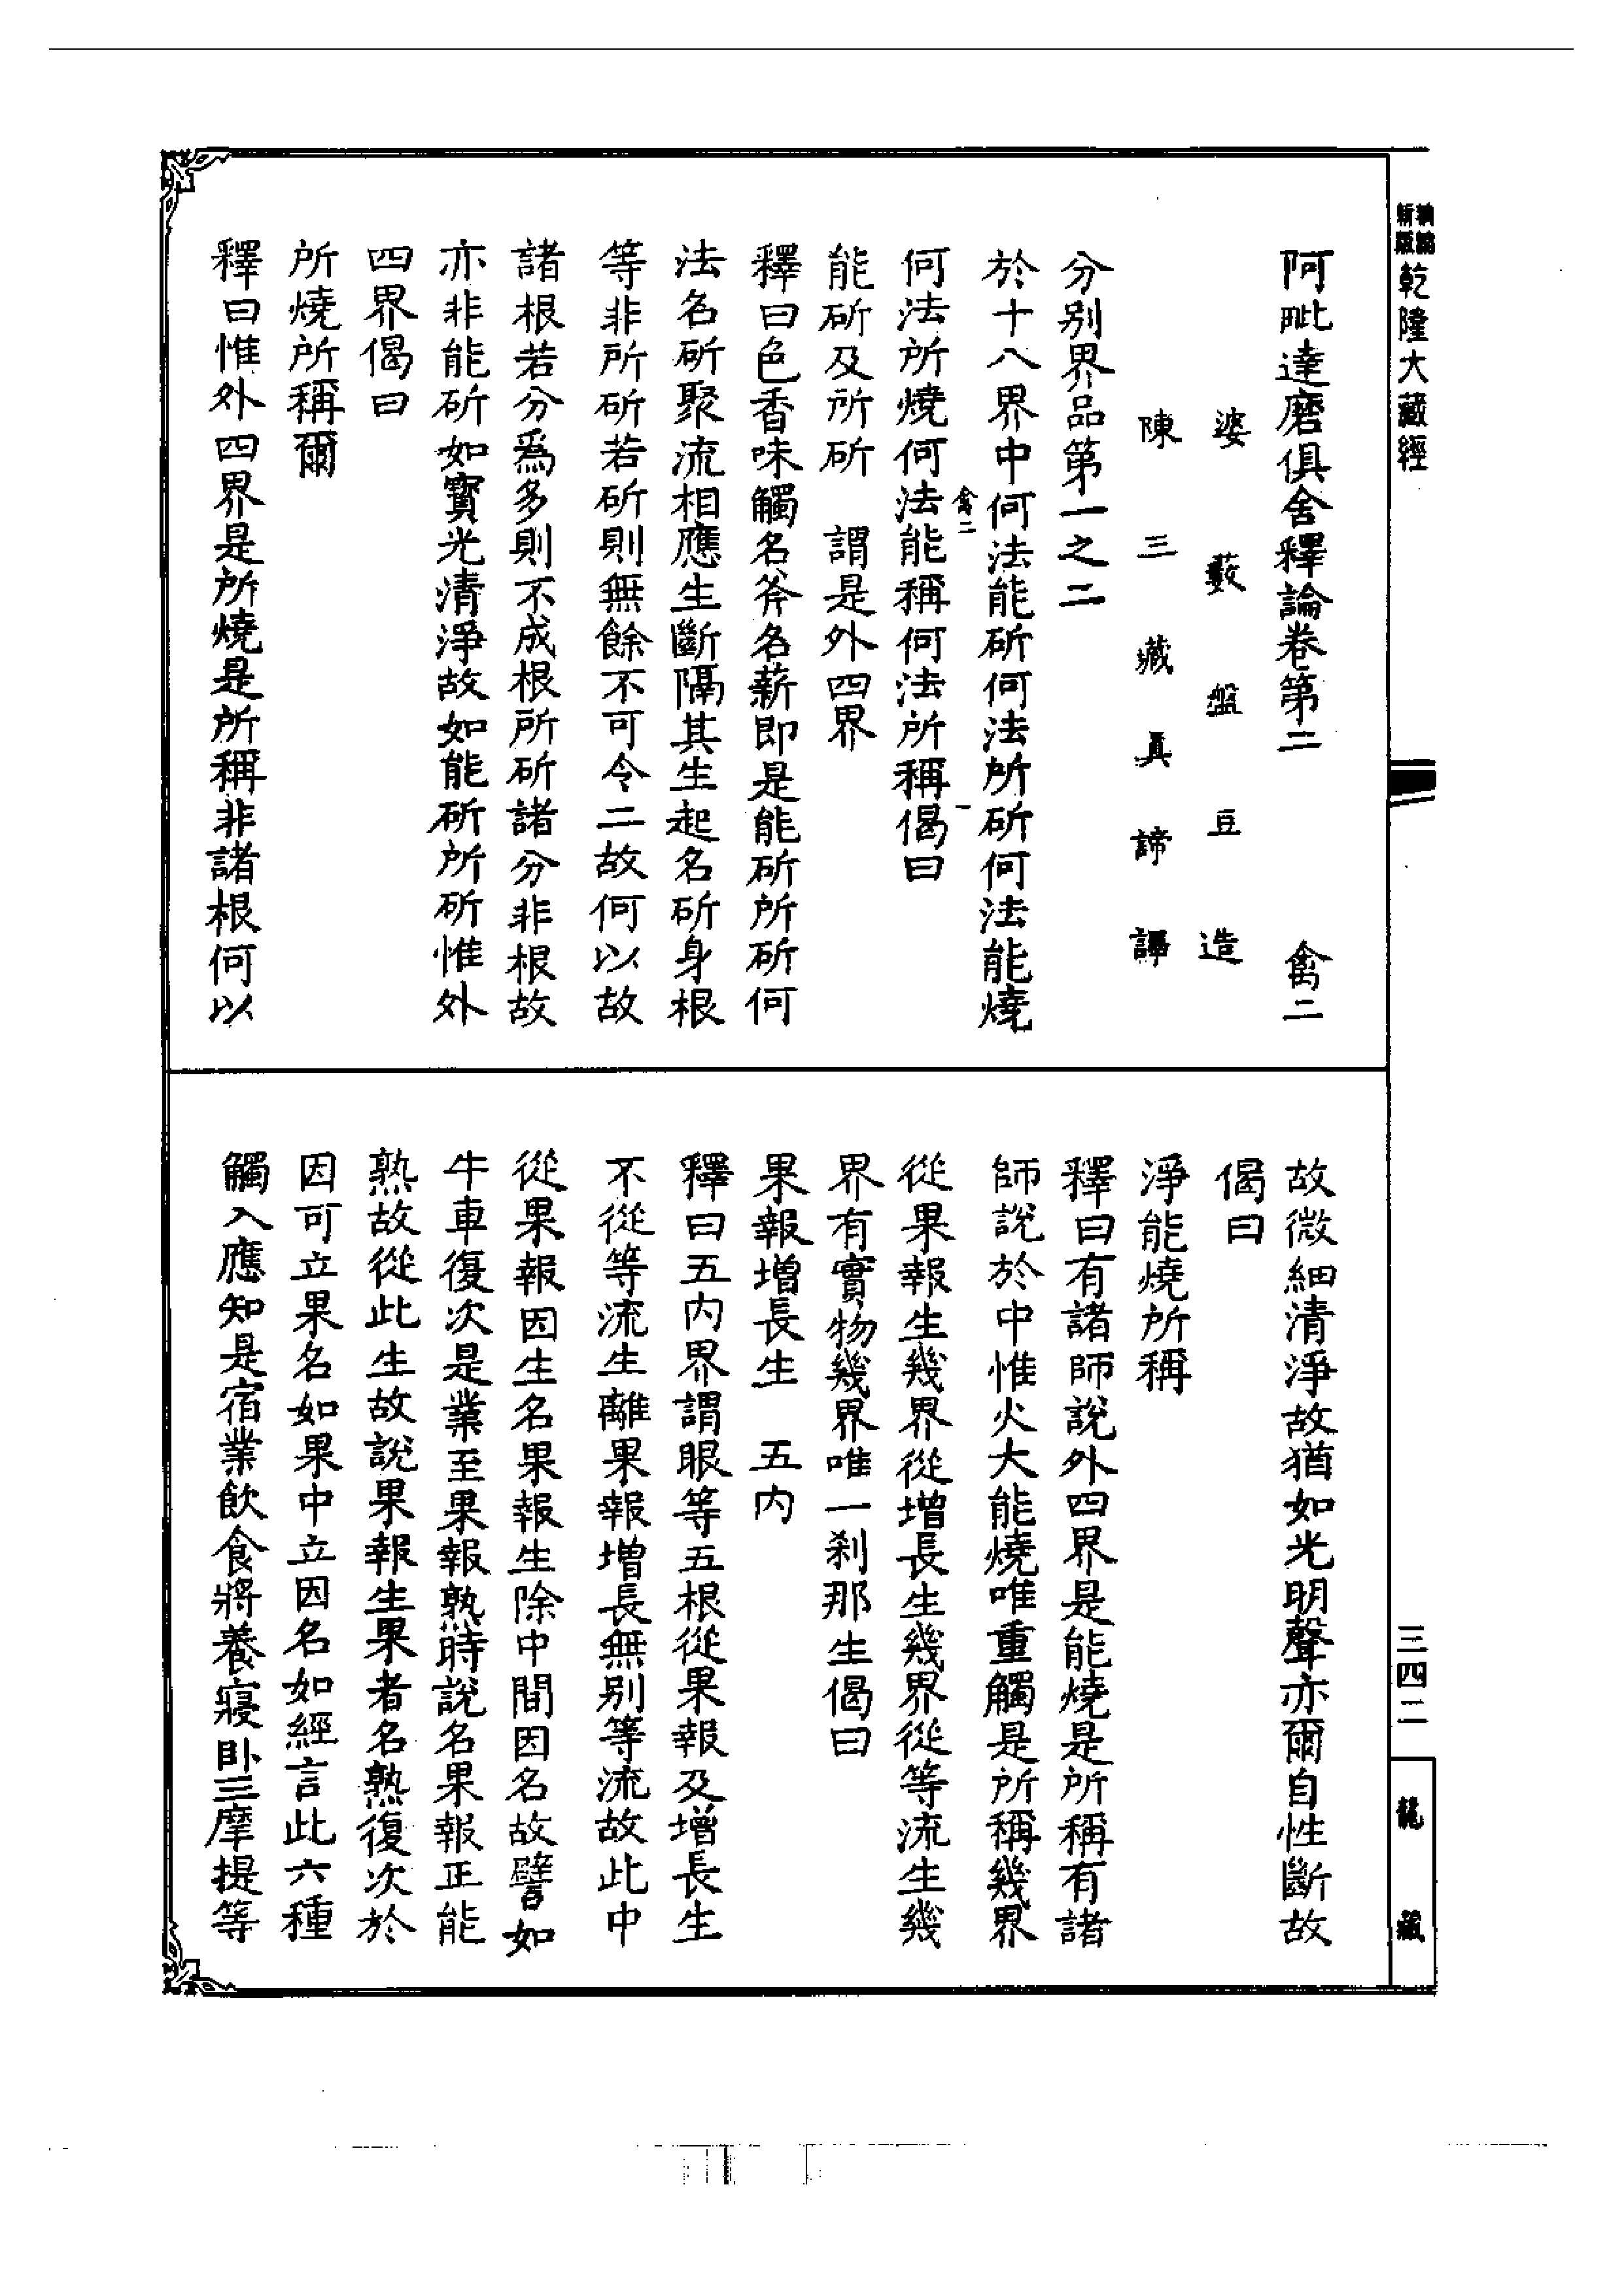 新版 精編 乾隆大藏經
阿毗達磨俱舍釋論卷第二　禽二
婆藪盤豆造
陳三藏真諦譯
分別界品第一之二
於十八界中何法能斫何法所斫何法能燒
禽二　一
何法所燒何法能稱何法所稱偈曰
能斫及所斫　謂是外四界
釋曰色香味觸名斧名薪即是能斫所斫何
法名斫聚流相應生斷隔其生起名斫身根
等非所斫若斫則無餘不可令二故何以故
諸根若分為多則不成根所斫諸分非根故
亦非能斫如寶光清淨故如能斫所斫惟外
四界偈曰
所燒所稱爾
釋曰惟外四界是所燒是所稱非諸根何以
故微細清淨故猶如光明聲亦爾自性斷故
偈曰
淨能燒所稱
釋曰有諸師說外四界是能燒是所稱有諸
師說於中惟火大能燒唯重觸是所稱幾界
從果報生幾界從增長生幾界從等流生幾
界有實物幾界唯一剎那生偈曰
果報增長生　五內
釋曰五內界謂眼等五根從果報及增長生
不從等流生離果報增長無別等流故此中
從果報因生名果報生除中間因名故譬如
牛車復次是業至果報熟時說名果報正能
熟故從此生故說果報生果者名熟復次於
因可立果名如果中立因名如經言此六種
觸入應知是宿業飲食將養寢臥三摩提等
三四二
龍藏